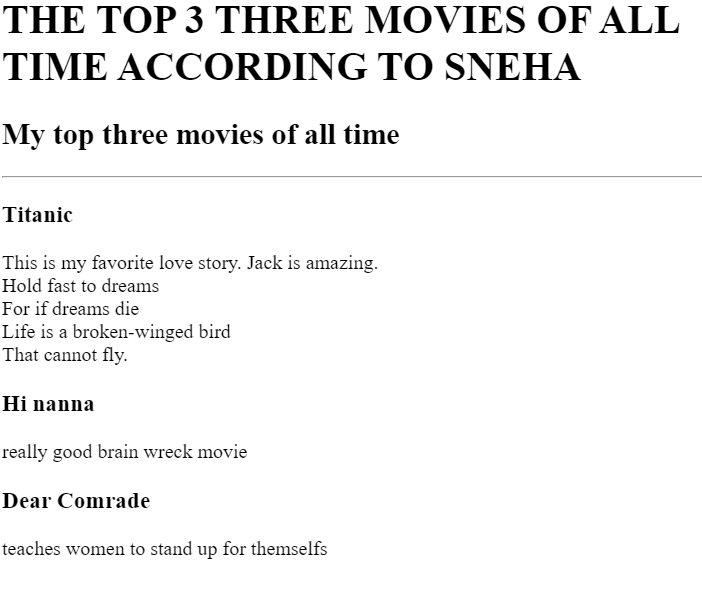 THE TOP 3 THREE MOVIES OF ALL
TIME ACCORDING TO SNEHA
My top three movies of all time
Titanic
This is my favorite love story. Jack is amazing.
Hold fast to dreams
For if dreams die
Life is a broken-winged bird
That cannot fly.
Hi nanna
really good brain wreck movie
Dear Comrade
teaches women to stand up for themselfs